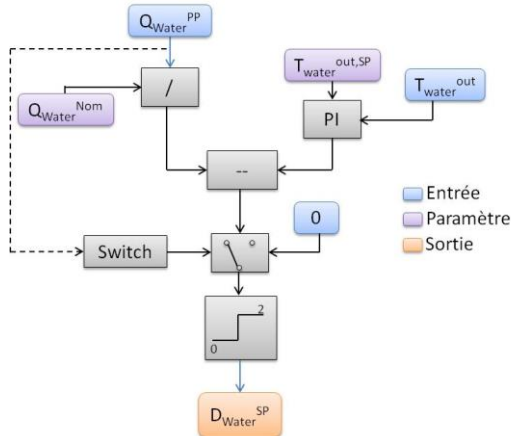 Q_Water^PP
T_water^out,SP
/
T_water^out
Q_Water^Nom
PI
--
Entrée
0
Paramètre
Switch
Sortie
2
0
D_Water^SP